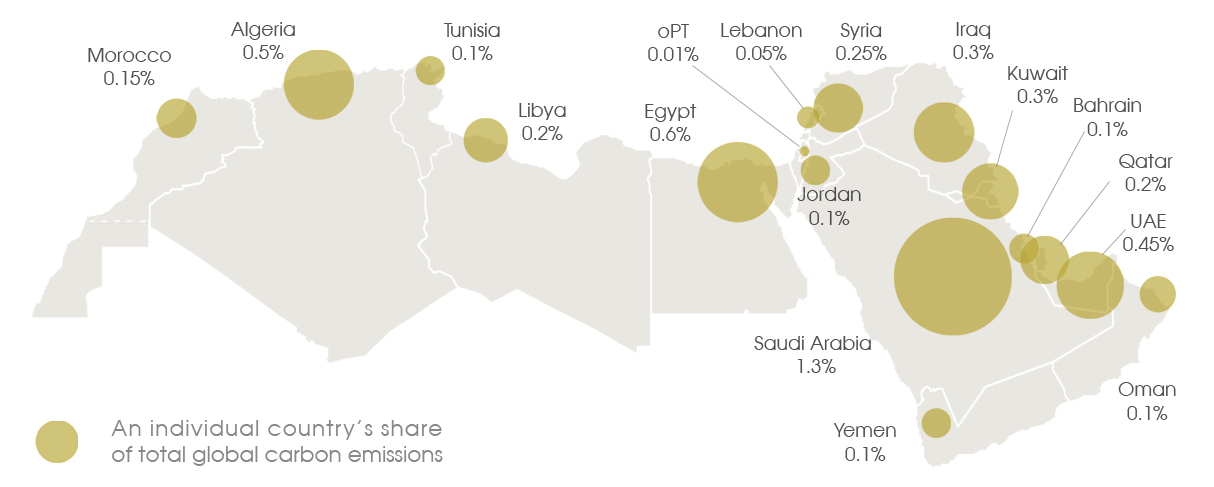 Morocco
0.15%
Algeria
0.5%
Tunisia
0.1%
Libya
0.2%
Egypt
0.6%
oPT
0.01%
Lebanon
0.05%
Syria
0.25%
Iraq
0.3%
Kuwait
0.3%
Bahrain
0.1%
Qatar
0.2%
UAE
0.45%
Jordan
0.1%
Saudi Arabia
1.3%
Oman
0.1%
Yemen
0.1%
An individual country's share
of total global carbon emissions